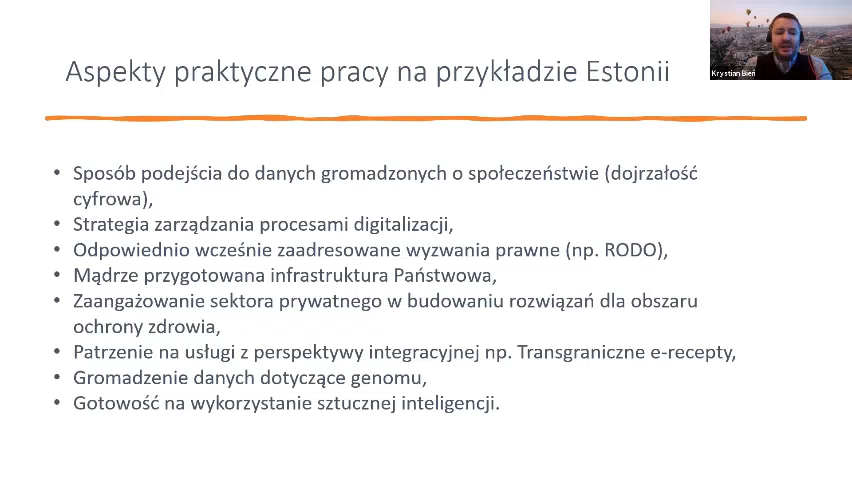 Aspekty praktyczne pracy na przykładzie Estonii
Krystian Bień
• Sposób podejścia do danych gromadzonych o społeczeństwie (dojrzałość
cyfrowa),
• Strategia zarządzania procesami digitalizacji,
• Odpowiednio wcześnie zaadresowane wyzwania prawne (np. RODO),
• Mądrze przygotowana infrastruktura Państwowa,
• Zaangażowanie sektora prywatnego w budowaniu rozwiązań dla obszaru
ochrony zdrowia,
• Patrzenie na usługi z perspektywy integracyjnej np. Transgraniczne e-recepty,
• Gromadzenie danych dotyczące genomu,
• Gotowość na wykorzystanie sztucznej inteligencji.